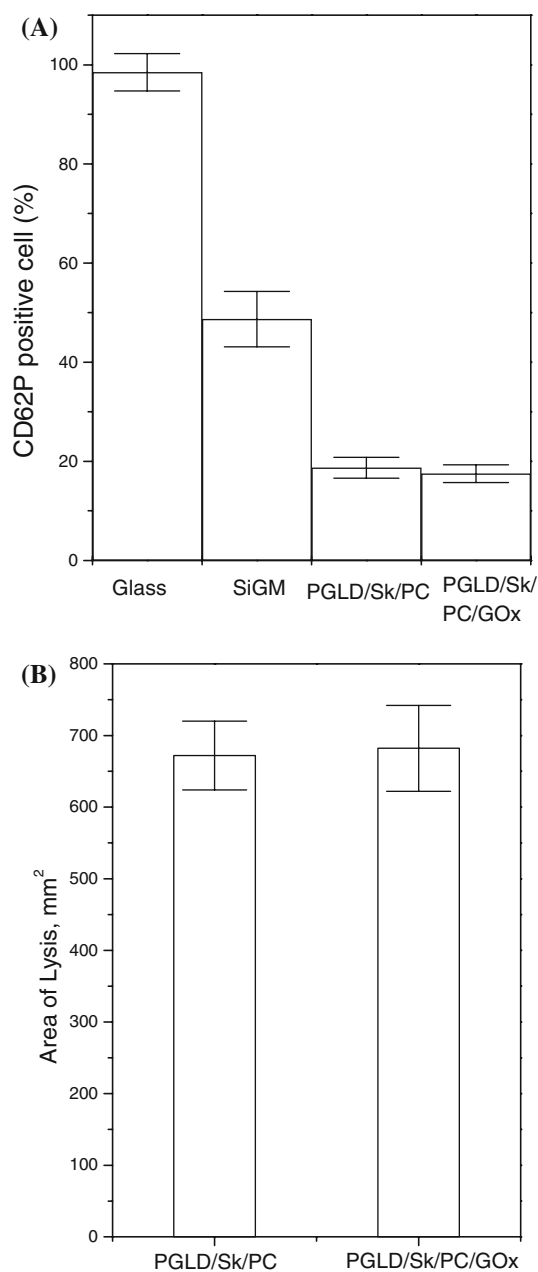 (A)
CD62P positive cell (%)
100
80
60
40
20
0
Glass
SiGM
PGLD/Sk/PC
PGLD/Sk/
PC/GOx
(B)
Area of Lysis, mm²
800
700
600
500
400
300
200
100
0
PGLD/Sk/PC
PGLD/Sk/PC/GOx